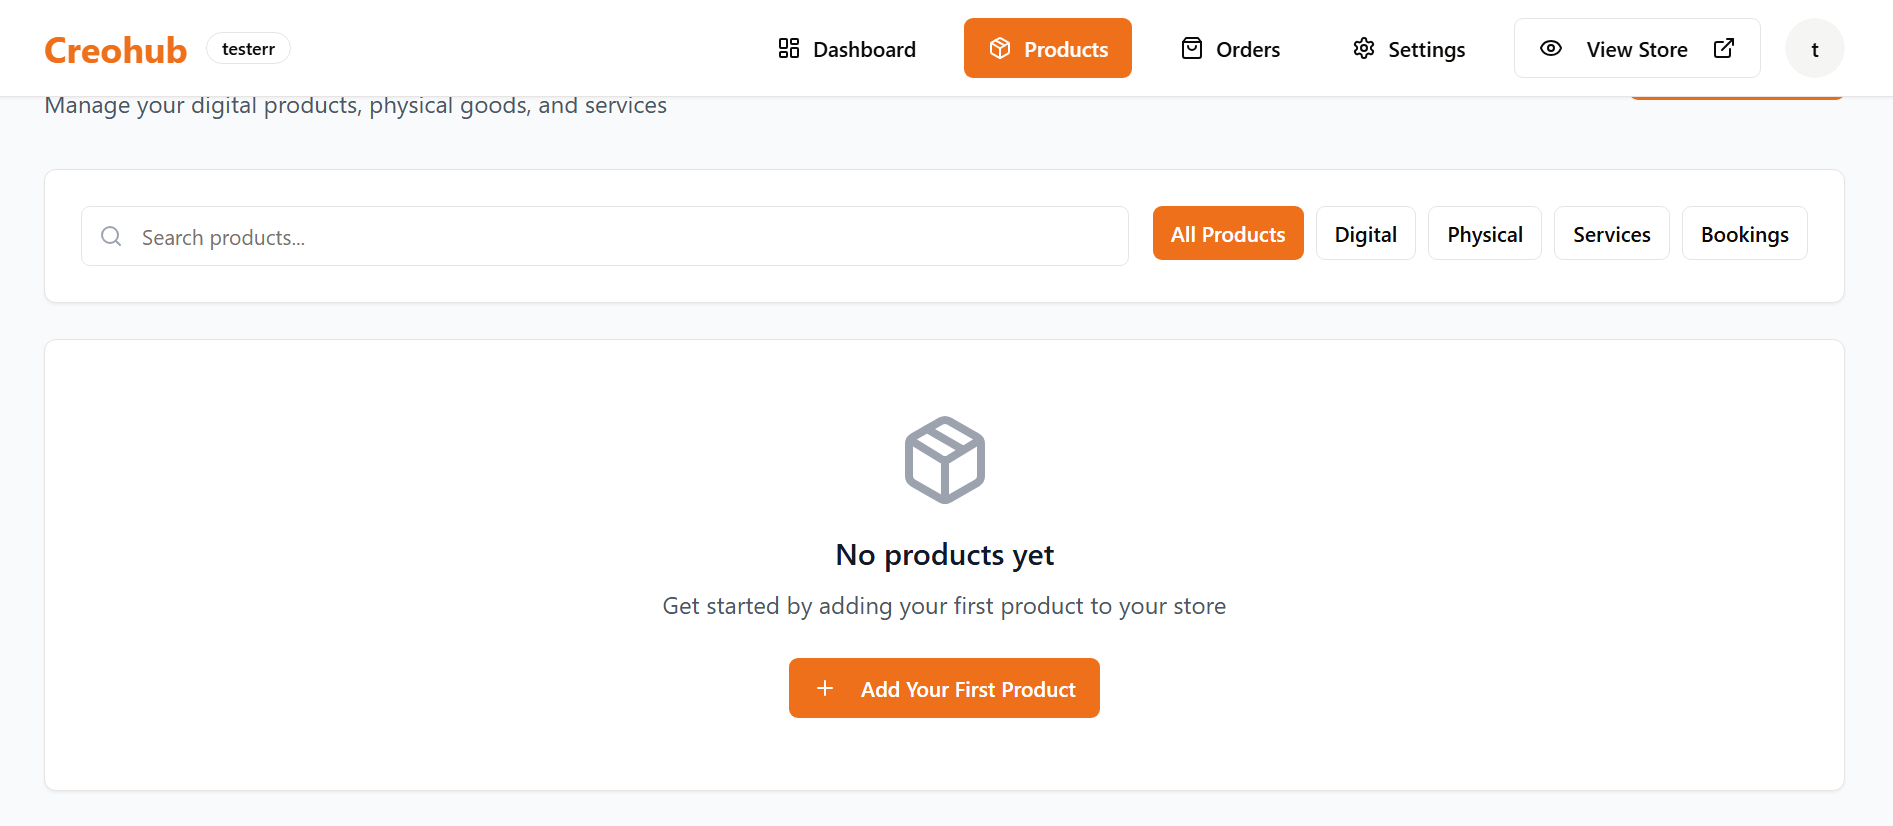 Creohub testerr Dashboard Products Orders Settings View Store t
Manage your digital products, physical goods, and services
Search products... All Products Digital Physical Services Bookings
No products yet
Get started by adding your first product to your store
+ Add Your First Product